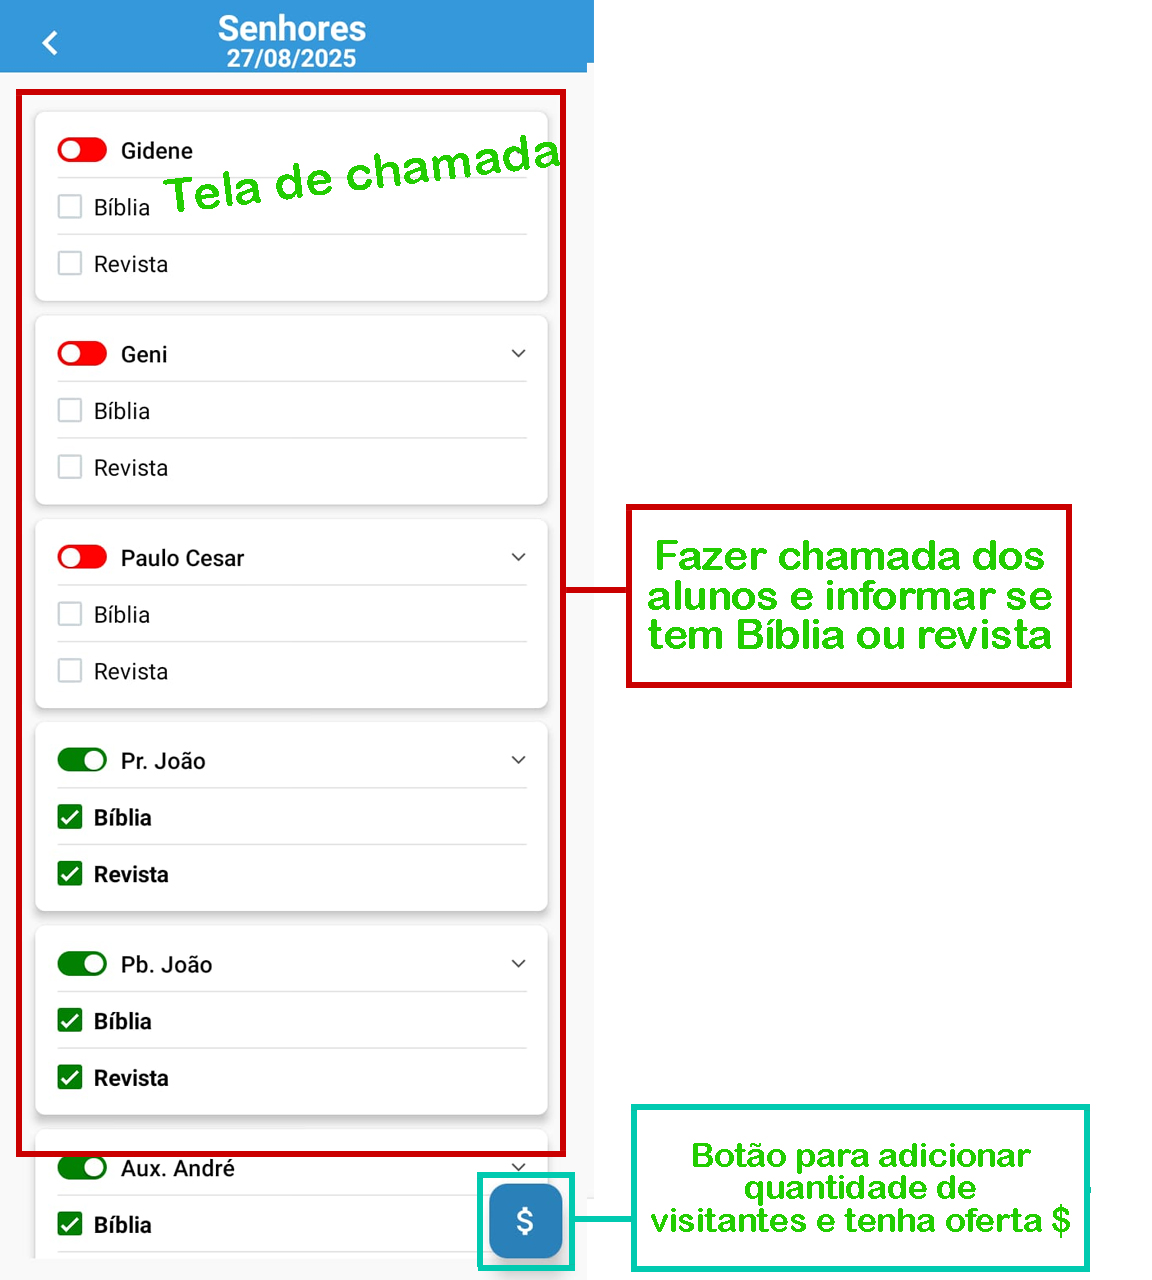 Senhores
27/08/2025
Gidene
Tela de chamada
Bíblia
Revista
Geni
Bíblia
Revista
Paulo Cesar
Bíblia
Revista
Fazer chamada dos
alunos e informar se
tem Bíblia ou revista
Pr. João
Bíblia
Revista
Pb. João
Bíblia
Revista
Aux. André
Bíblia
$
Botão para adicionar
quantidade de
visitantes e tenha oferta $